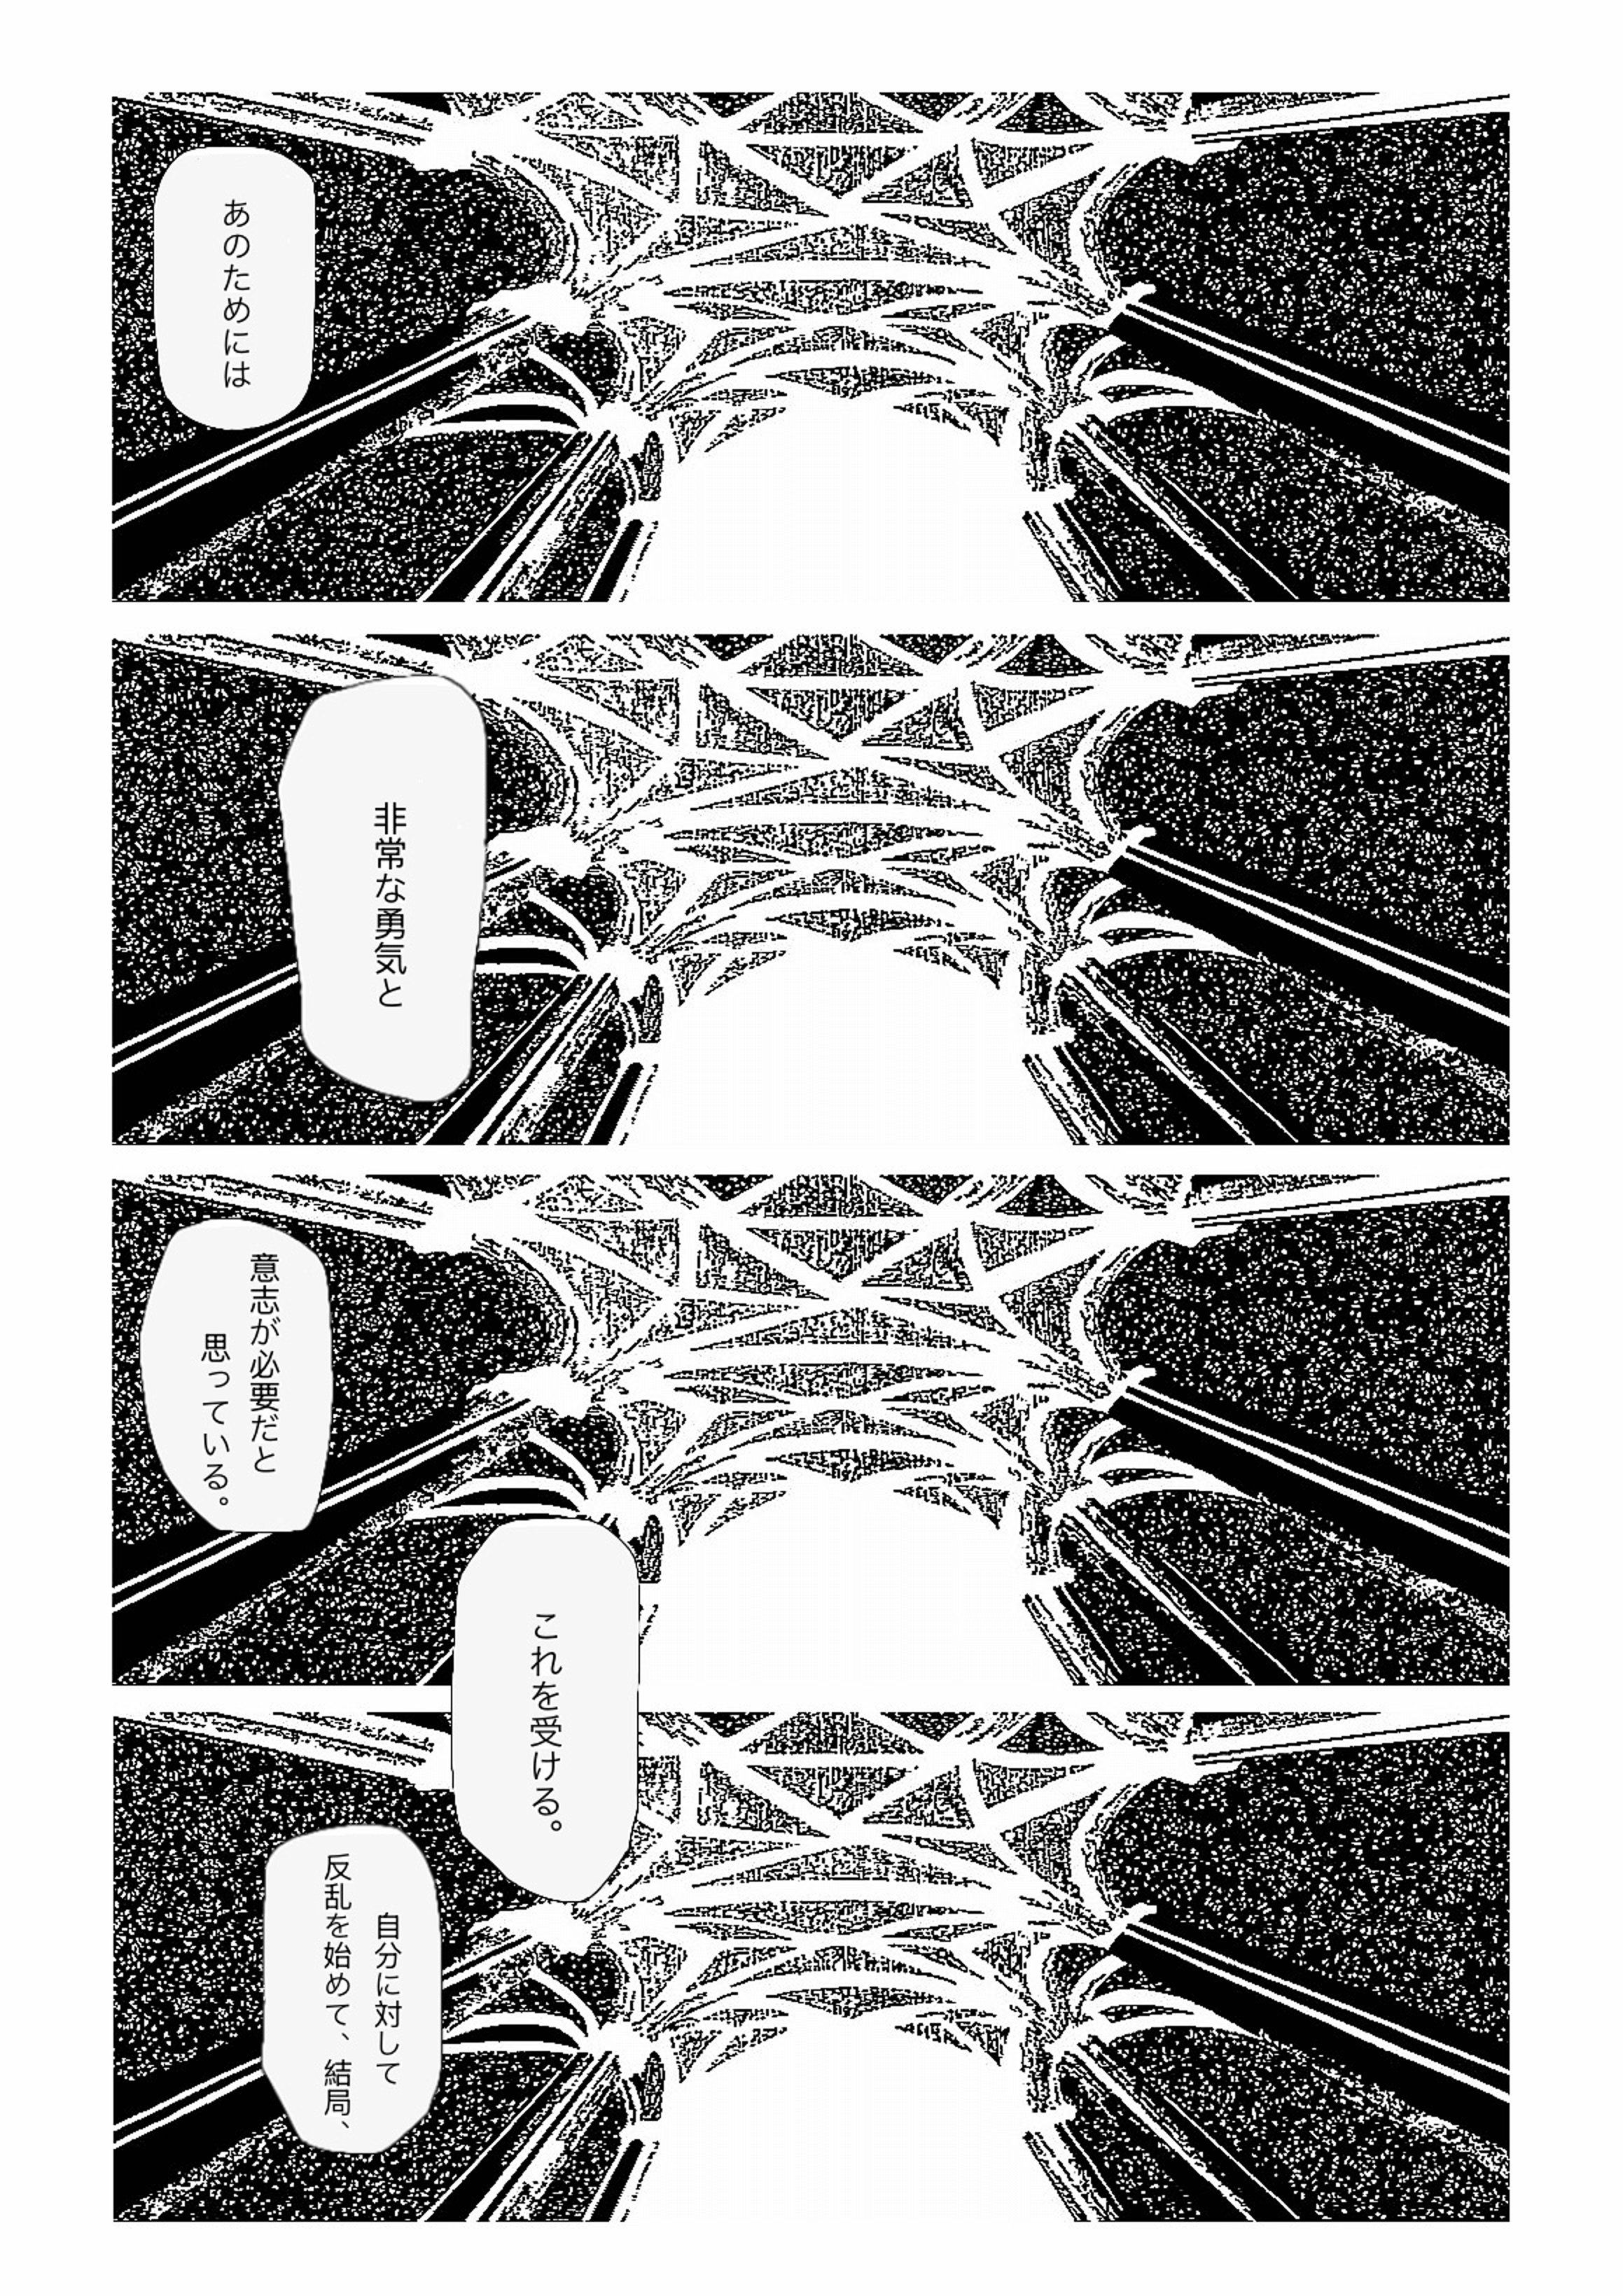 あのためには
非常な勇気と
意志が必要だと
思っている。
これを受ける。
自分に対して
反乱を始めて、結局、